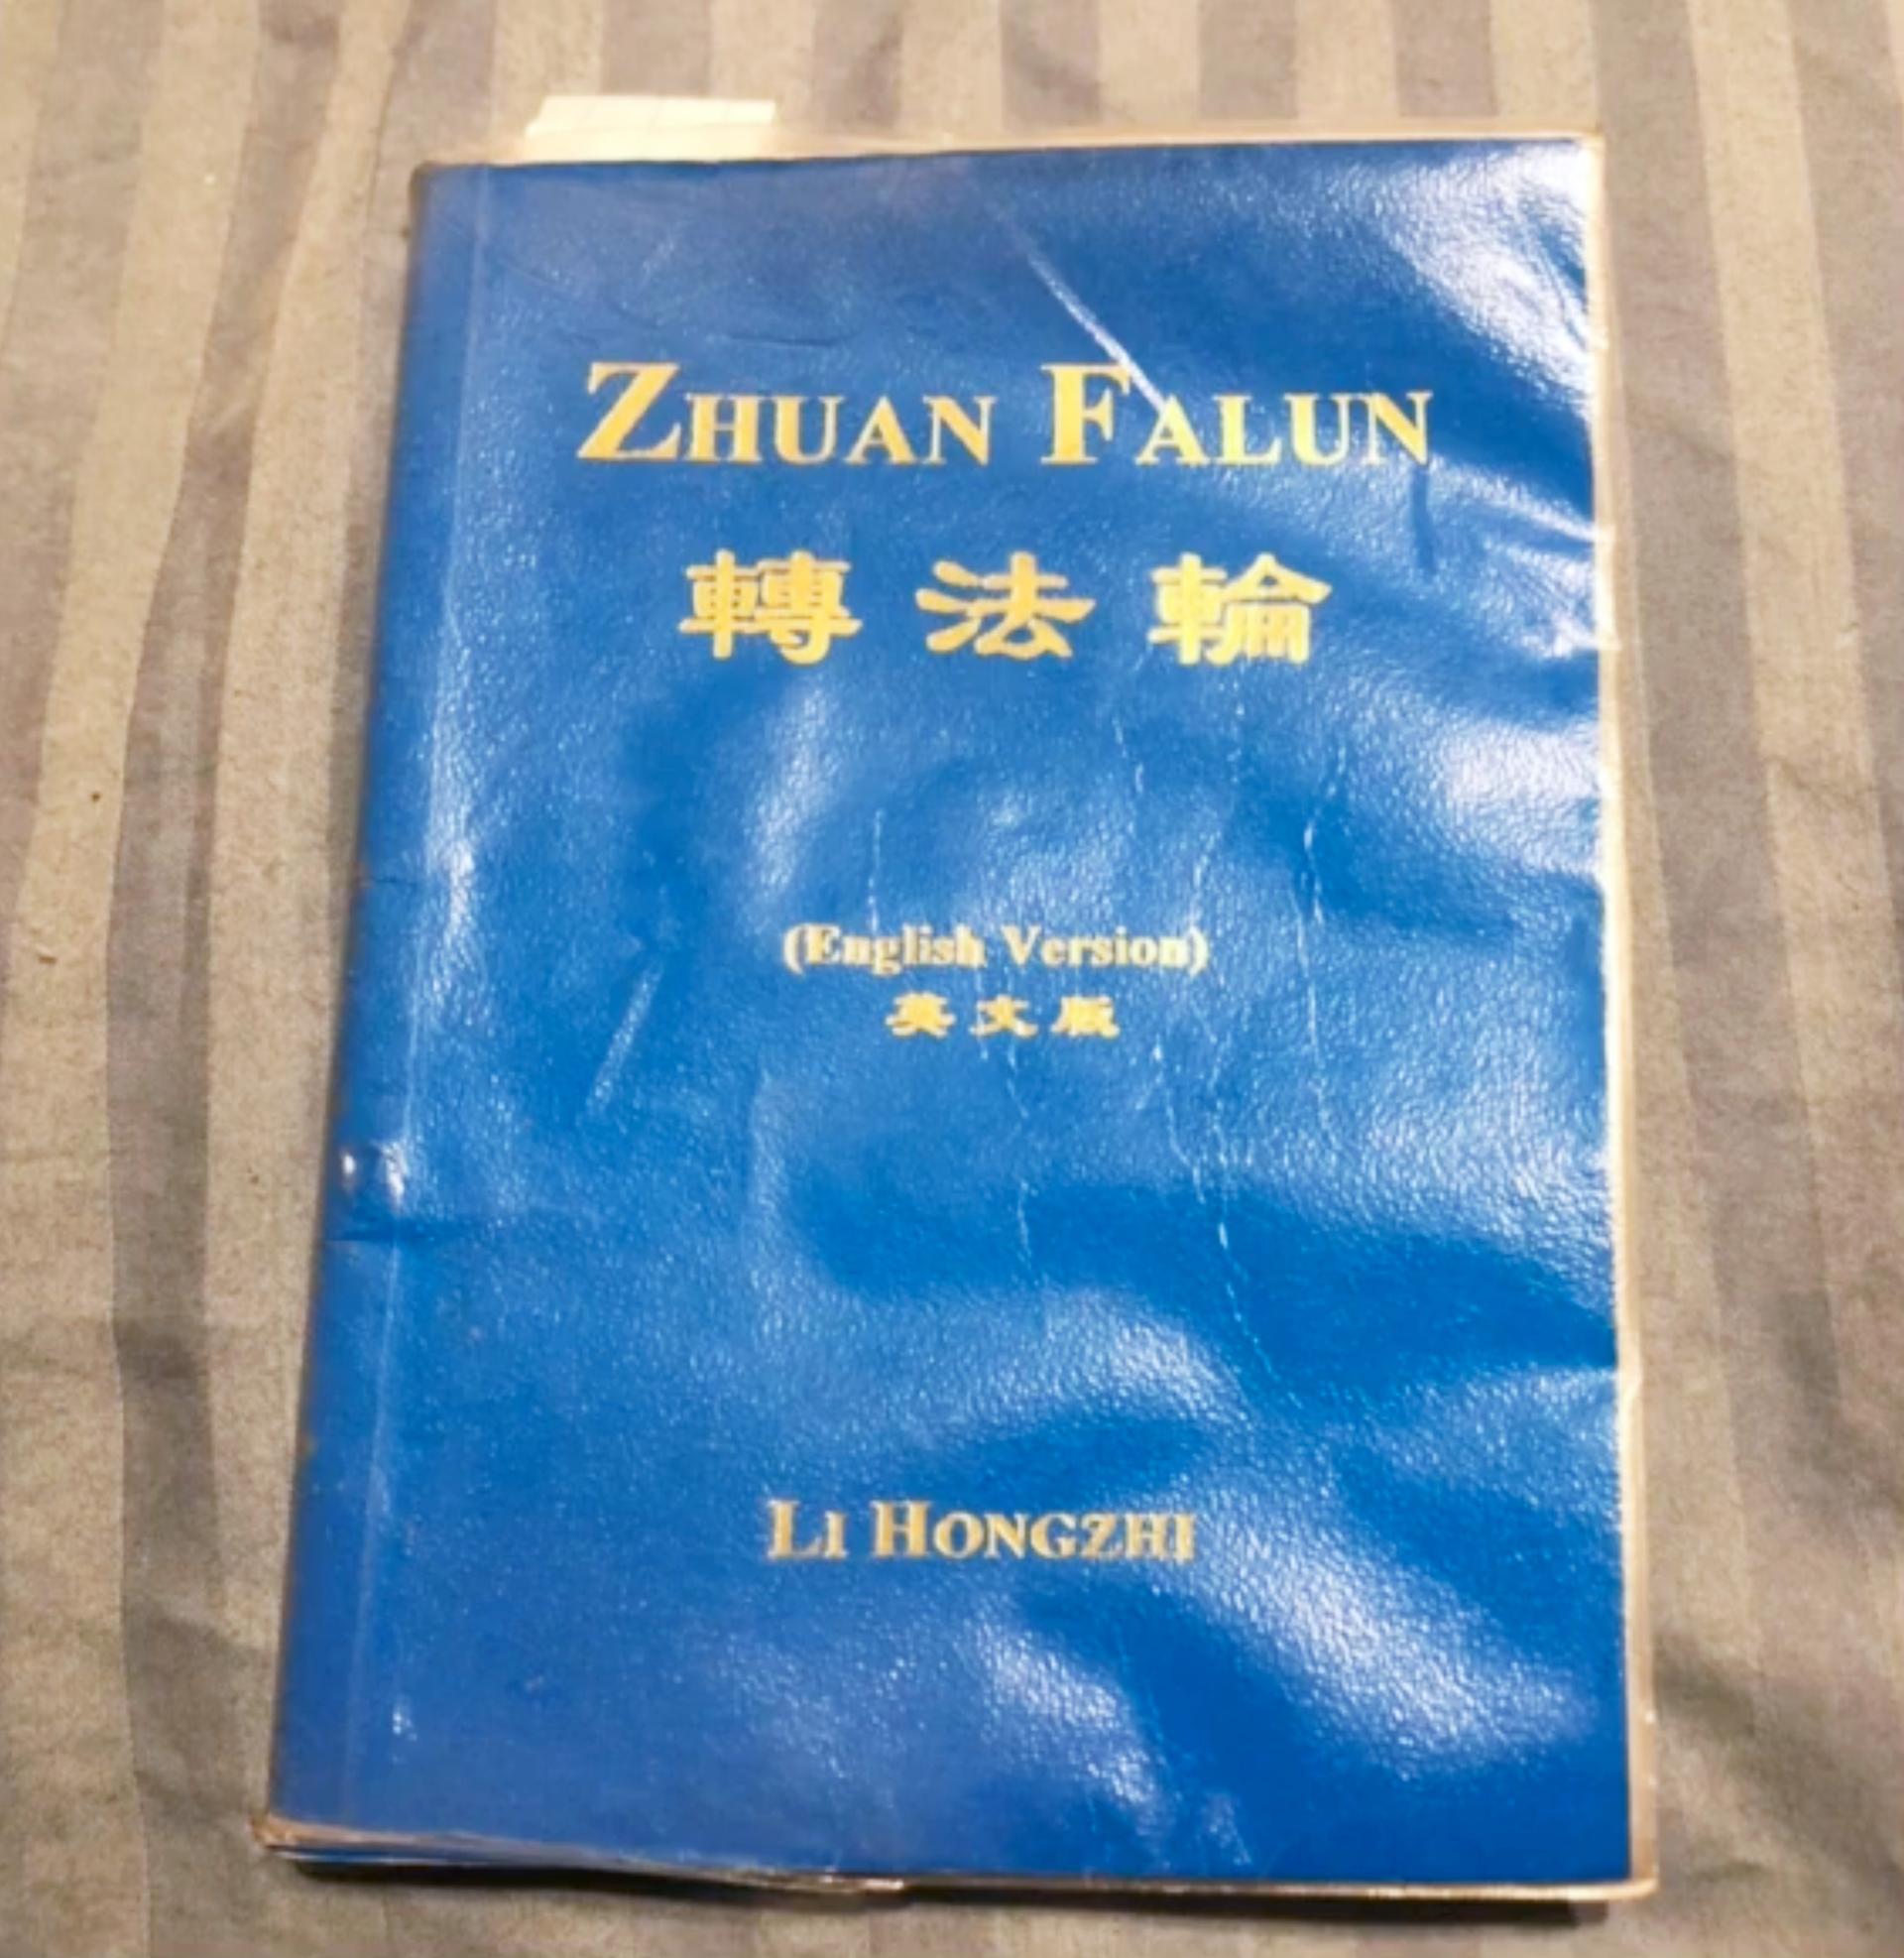 ZHUAN FALUN
轉法輪
(English Version)
英文版
LI HONGZHI